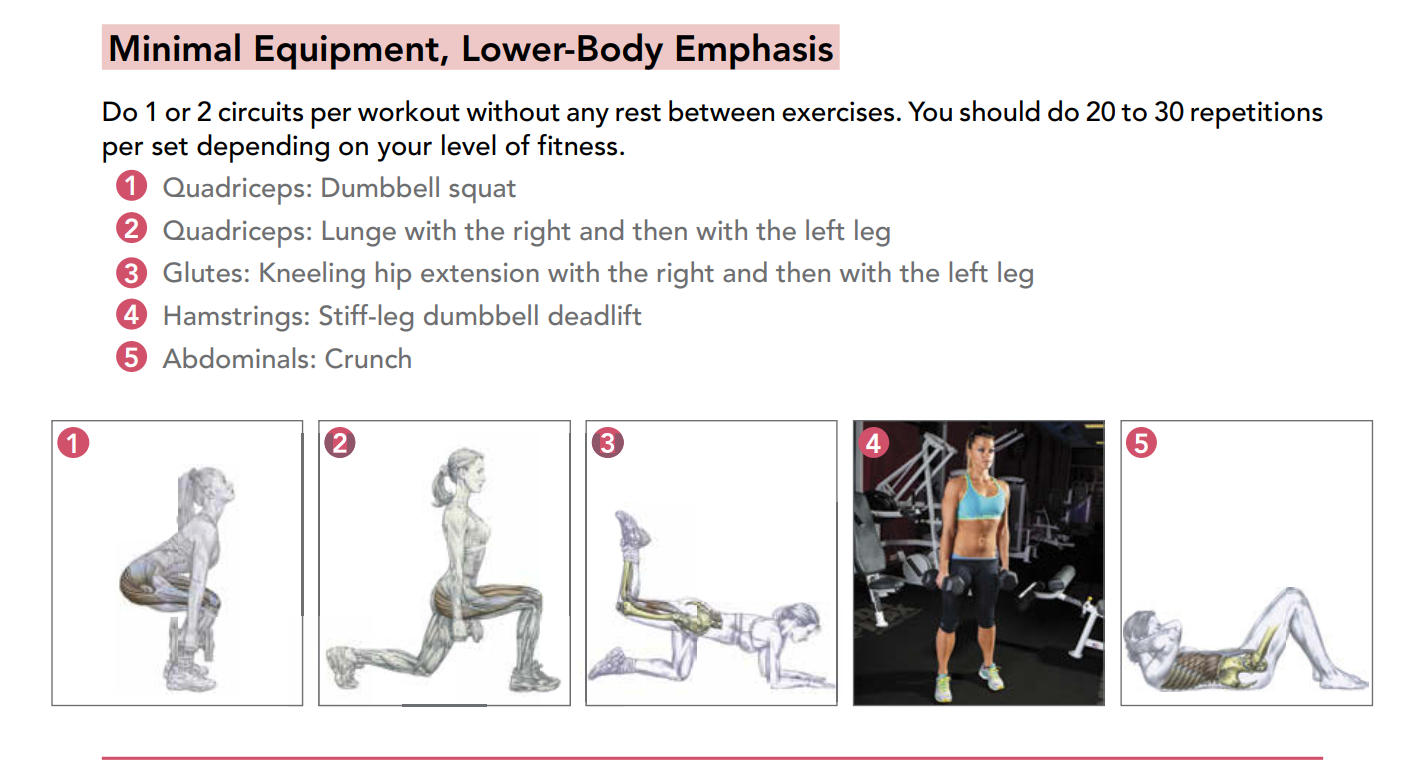 Minimal Equipment, Lower-Body Emphasis
Do 1 or 2 circuits per workout without any rest between exercises. You should do 20 to 30 repetitions
per set depending on your level of fitness.
1 Quadriceps: Dumbbell squat
2 Quadriceps: Lunge with the right and then with the left leg
3 Glutes: Kneeling hip extension with the right and then with the left leg
4 Hamstrings: Stiff-leg dumbbell deadlift
5 Abdominals: Crunch
1 2 3 4 5